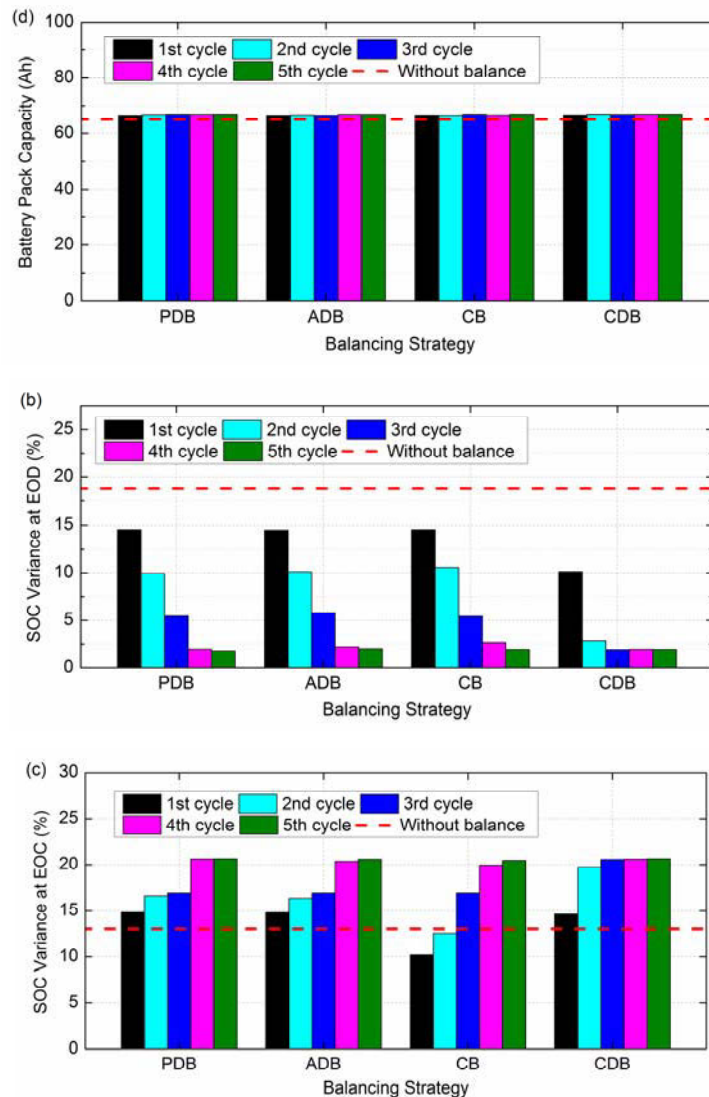 (d)
100
80
60
40
20
0
Battery Pack Capacity (Ah)
1st cycle 2nd cycle 3rd cycle
4th cycle 5th cycle Without balance
PDB ADB CB CDB
Balancing Strategy
(b)
25
20
15
10
5
0
SOC Variance at EOD (%)
1st cycle 2nd cycle 3rd cycle
4th cycle 5th cycle Without balance
PDB ADB CB CDB
Balancing Strategy
(c)
30
25
20
15
10
5
0
SOC Variance at EOC (%)
1st cycle 2nd cycle 3rd cycle
4th cycle 5th cycle Without balance
PDB ADB CB CDB
Balancing Strategy